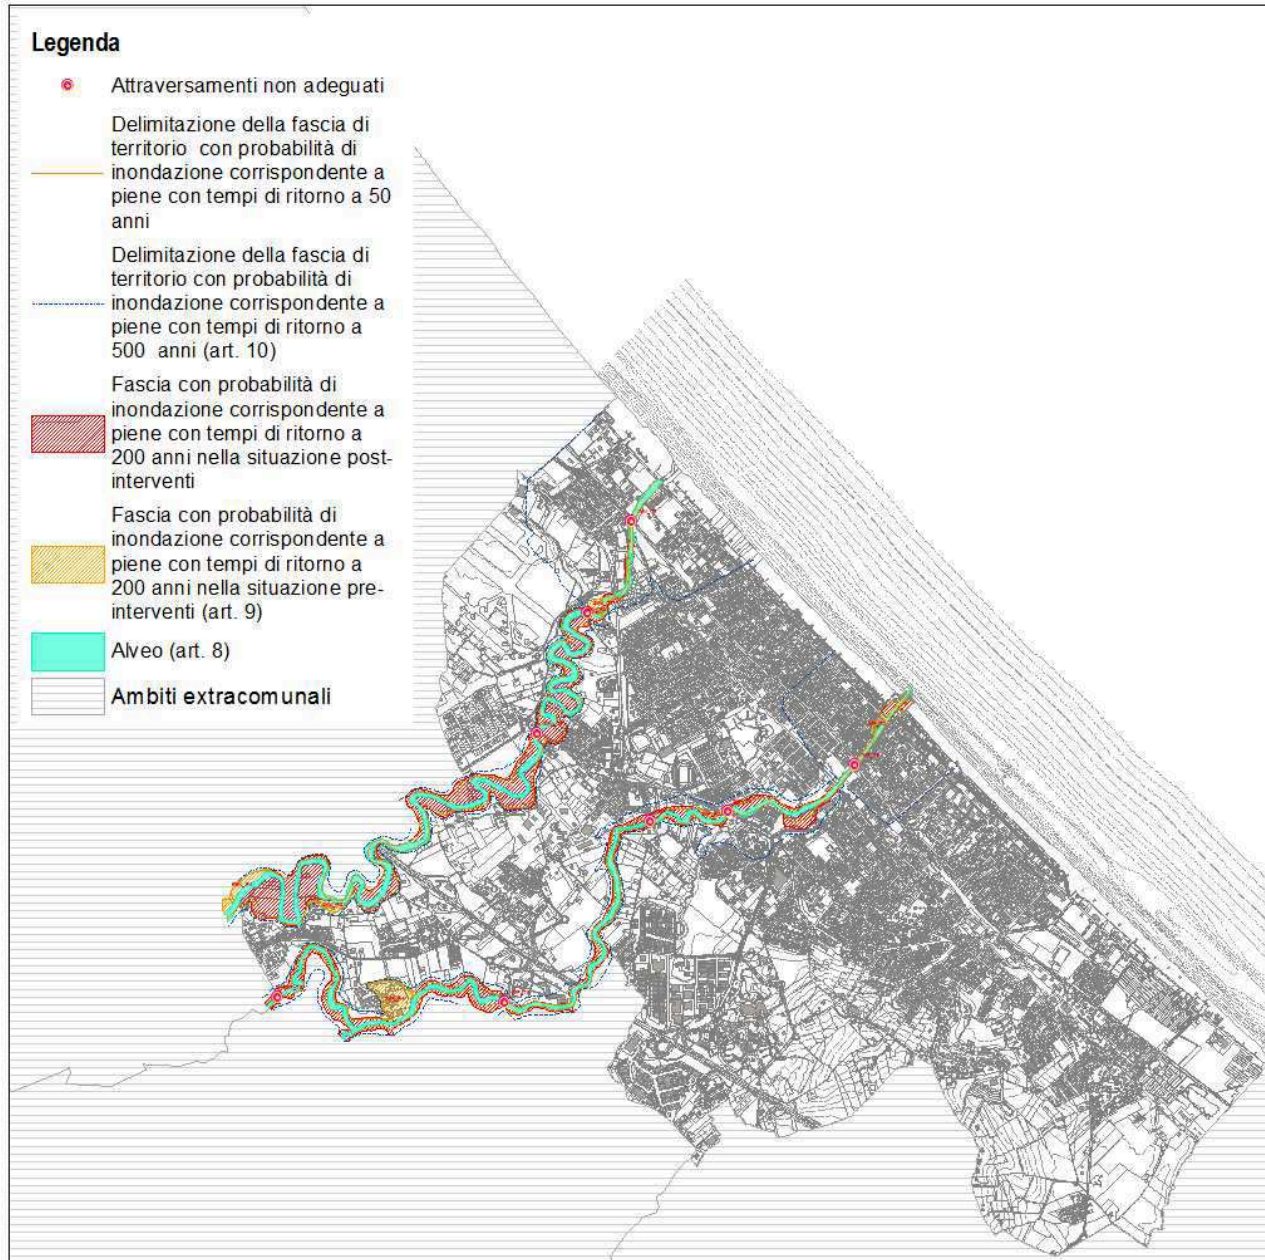 Legenda
Attraversamenti non adeguati
Delimitazione della fascia di
territorio con probabilità di
inondazione corrispondente a
piene con tempi di ritorno a 50
anni
Delimitazione della fascia di
territorio con probabilità di
inondazione corrispondente a
piene con tempi di ritorno a
500 anni (art. 10)
Fascia con probabilità di
inondazione corrispondente a
piene con tempi di ritorno a
200 anni nella situazione post-
interventi
Fascia con probabilità di
inondazione corrispondente a
piene con tempi di ritorno a
200 anni nella situazione pre-
interventi (art. 9)
Alveo (art. 8)
Ambiti extracomunali